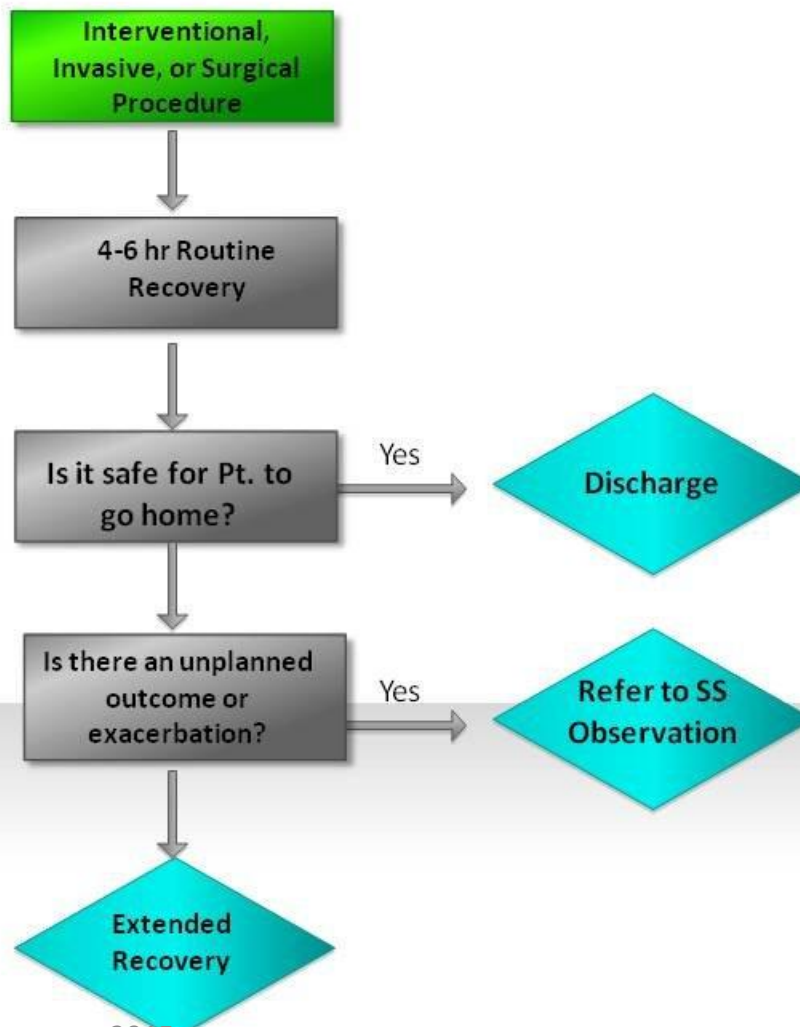 Interventional,
Invasive, or Surgical
Procedure
4-6 hr Routine
Recovery
Is it safe for Pt. to
go home?
Yes
Discharge
Is there an unplanned
outcome or
exacerbation?
Yes
Refer to SS
Observation
Extended
Recovery